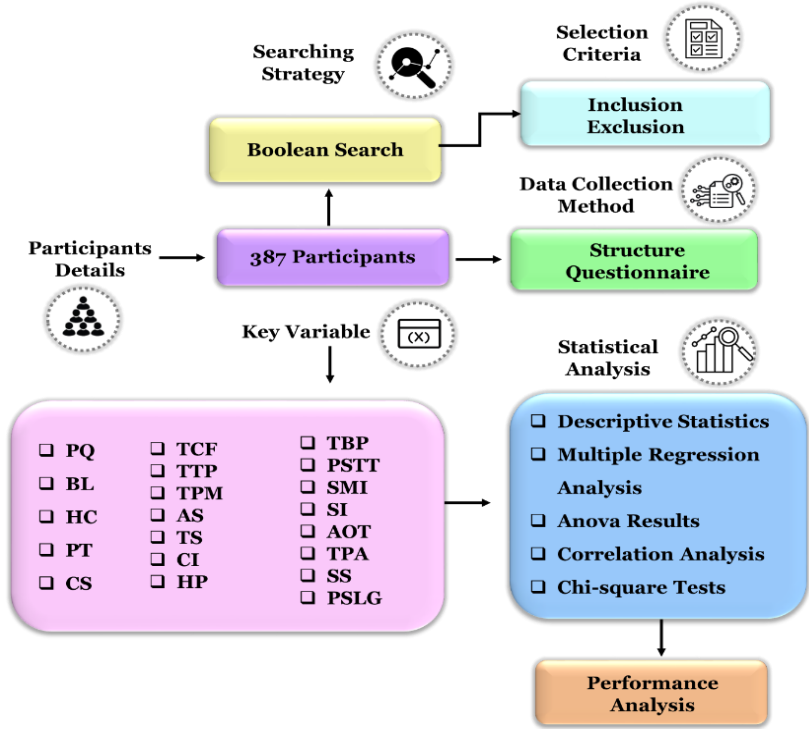 Searching
Strategy
Selection
Criteria
Boolean Search
Inclusion
Exclusion
Data Collection
Method
Participants
Details
387 Participants
Structure
Questionnaire
Key Variable
(X)
Statistical
Analysis
PQ
BL
HC
PT
CS
TCF
TTP
TPM
AS
TS
CI
HP
TBP
PSTT
SMI
SI
AOT
TPA
SS
PSLG
Descriptive Statistics
Multiple Regression
Analysis
Anova Results
Correlation Analysis
Chi-square Tests
Performance
Analysis